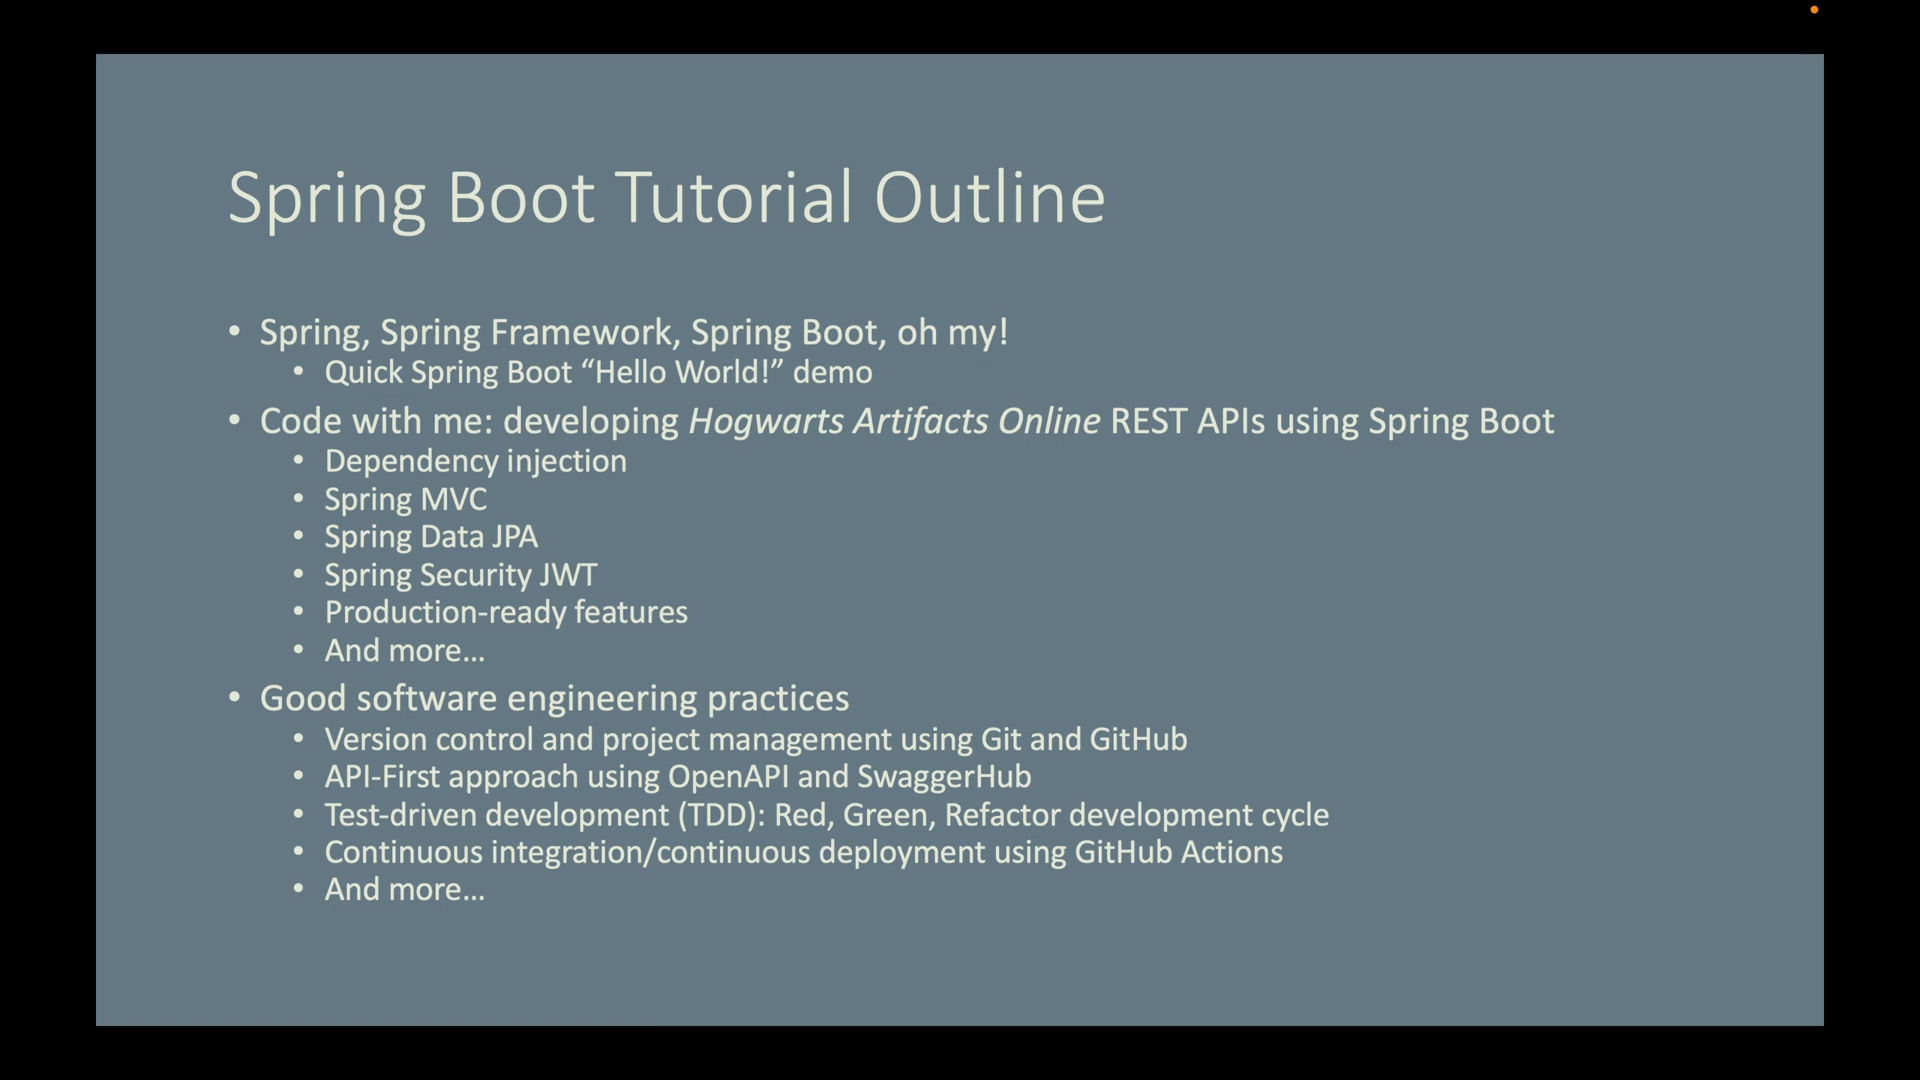 Spring Boot Tutorial Outline
• Spring, Spring Framework, Spring Boot, oh my!
• Quick Spring Boot “Hello World!” demo
• Code with me: developing Hogwarts Artifacts Online REST APIs using Spring Boot
• Dependency injection
• Spring MVC
• Spring Data JPA
• Spring Security JWT
• Production-ready features
• And more…
• Good software engineering practices
• Version control and project management using Git and GitHub
• API-First approach using OpenAPI and SwaggerHub
• Test-driven development (TDD): Red, Green, Refactor development cycle
• Continuous integration/continuous deployment using GitHub Actions
• And more…